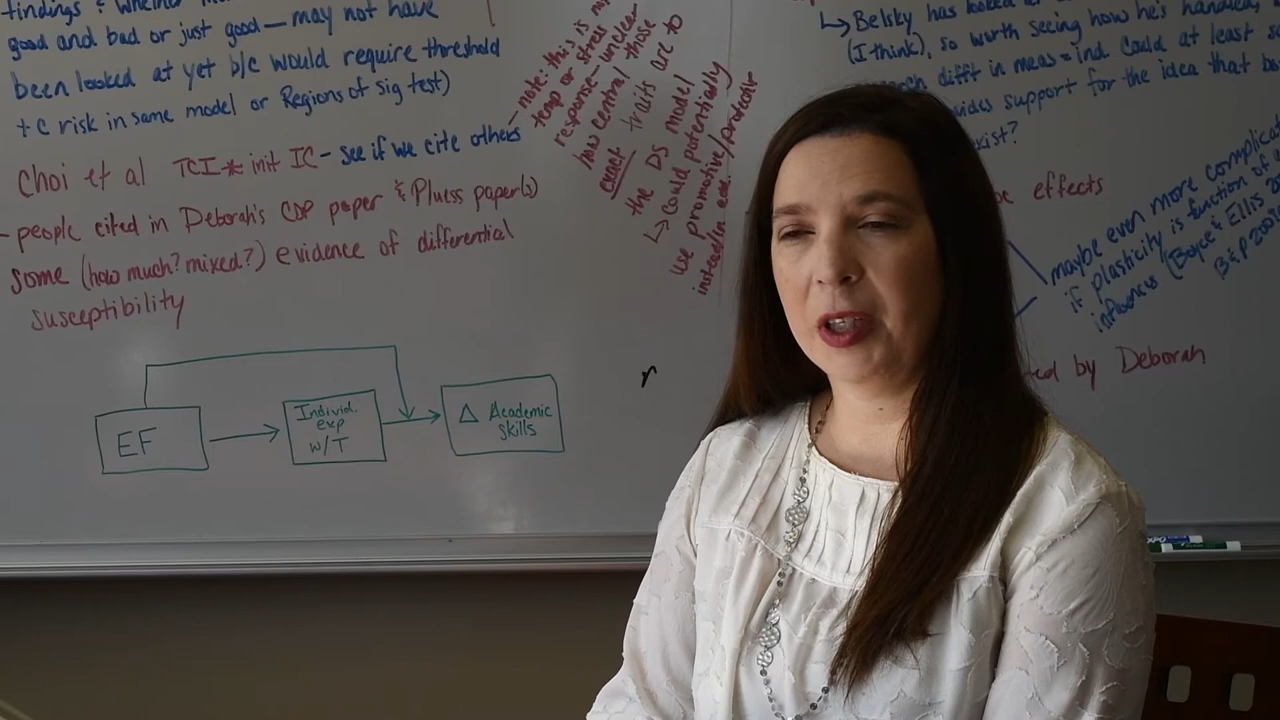 findings & whether
good and bad or just good — may not have
been looked at yet b/c would require threshold
+ c risk in same model or Regions of Sig test)
Choi et al TCI * init IC - see if we cite others
- people cited in Deborah's CDP paper & Pluess paper(s)
some (how much? mixed?) evidence of differential
susceptibility
EF
Individ.
exp
w/T
Δ Academic
skills
- note: this is
temp or stress
response - unclear
how central those
exact traits are to
the DS model
↳ Could potentially
use promotive/protective
instead
r
↳ Belsky has looked
(I think), so worth seeing how he's handled,
difft in meas = ind. Could at least
support for the idea that
exist?
effects
maybe even more complicated
if plasticity is function of
influences (Boyce & Ellis
B&P
by Deborah
EXPO